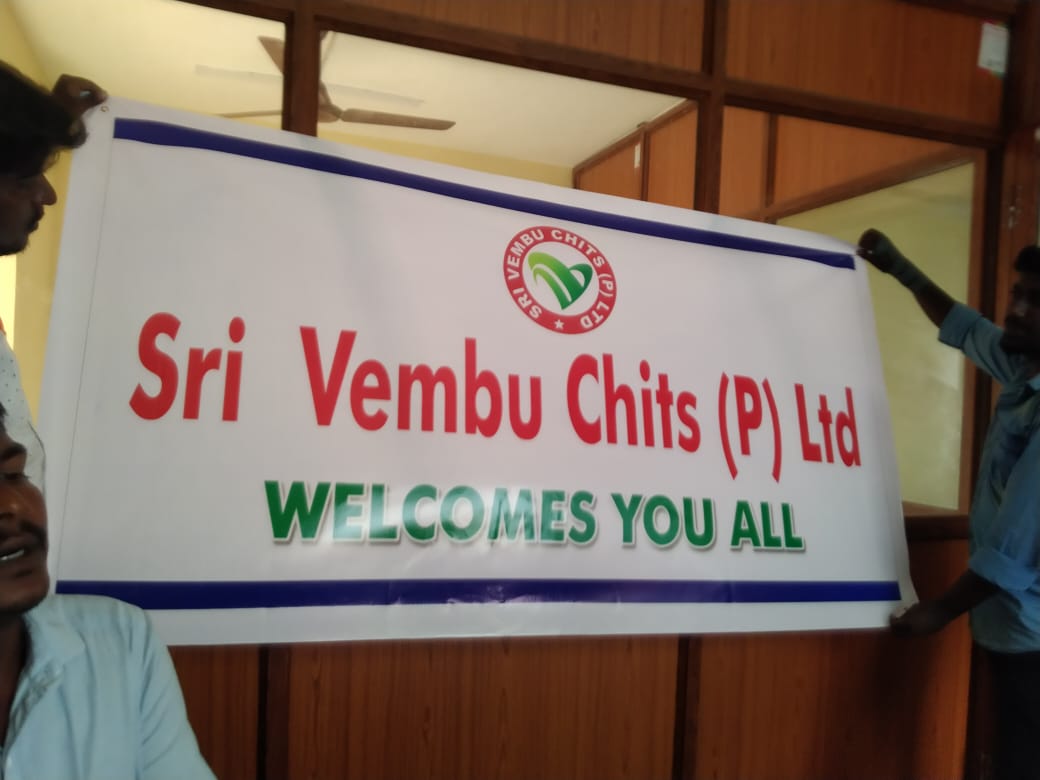 SRI VEMBU CHITS (P) LTD
Sri Vembu Chits (P) Ltd
WELCOMES YOU ALL